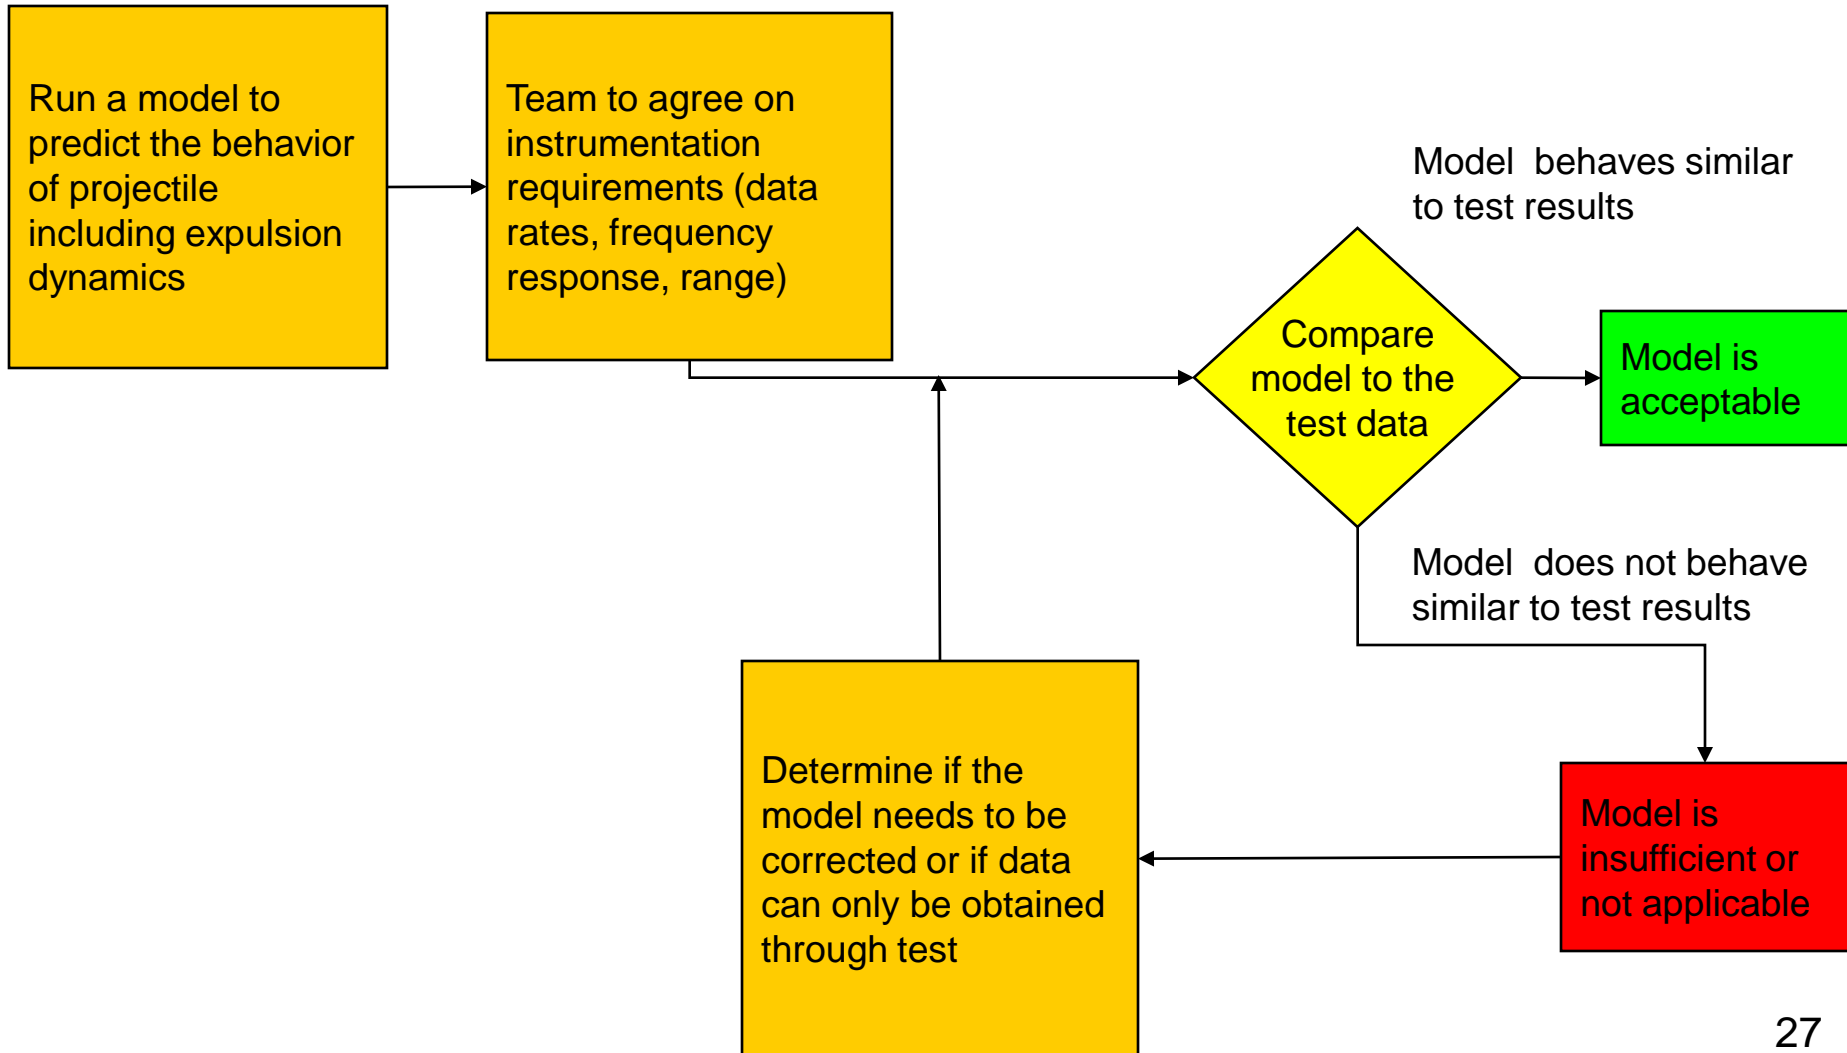 Run a model to
predict the behavior
of projectile
including expulsion
dynamics
Team to agree on
instrumentation
requirements (data
rates, frequency
response, range)
Model  behaves similar
to test results
Compare
model to the
test data
Model is
acceptable
Model  does not behave
similar to test results
Model is
insufficient or
not applicable
Determine if the
model needs to be
corrected or if data
can only be obtained
through test
27